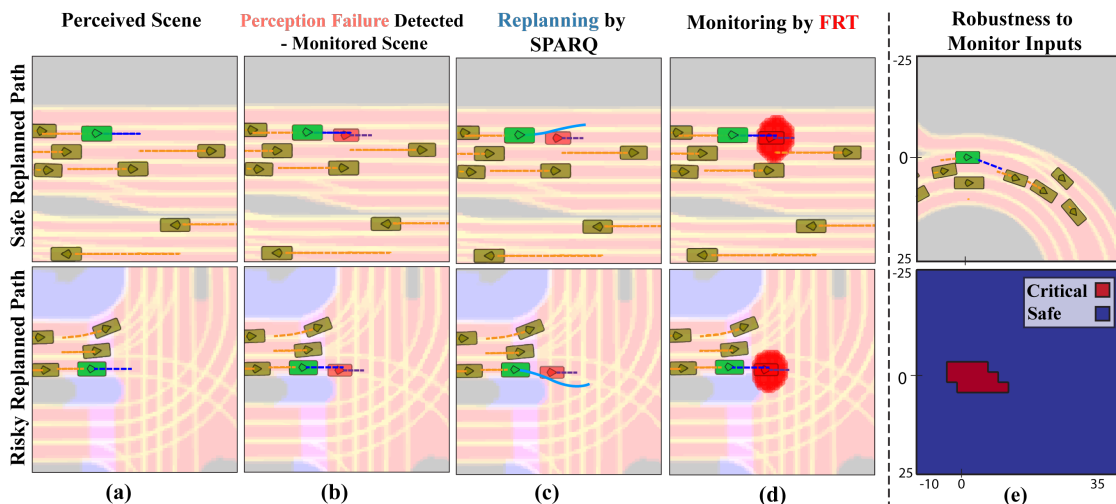 Perceived Scene
Perception Failure Detected
- Monitored Scene
Replanning by
SPARQ
Monitoring by FRT
Robustness to
Monitor Inputs
Safe Replanned Path
-25
0
25
Risky Replanned Path
-25
Critical
Safe
0
25
-10
0
35
(a)
(b)
(c)
(d)
(e)